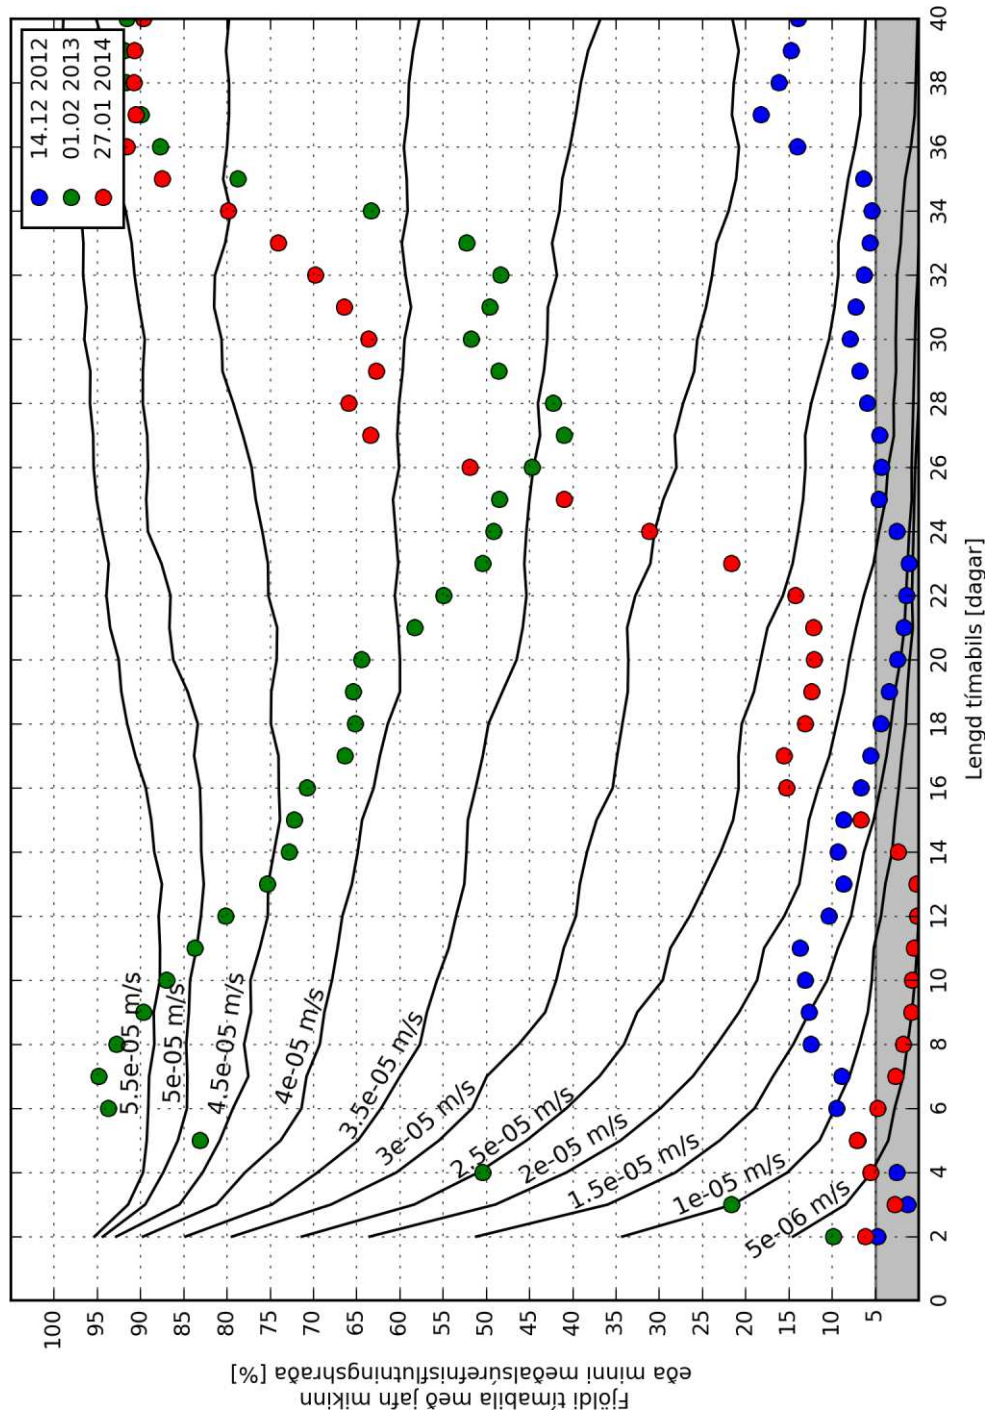 14.12 2012
01.02 2013
27.01 2014
Fjöldi tímabila með jafn mikinn
eða minni meðalsúrefnisflutningshraða [%]
100
95
90
85
80
75
70
65
60
55
50
45
40
35
30
25
20
15
10
5
5.5e-05 m/s
5e-05 m/s
4.5e-05 m/s
4e-05 m/s
3.5e-05 m/s
3e-05 m/s
2.5e-05 m/s
2e-05 m/s
1.5e-05 m/s
1e-05 m/s
5e-06 m/s
0 2 4 6 8 10 12 14 16 18 20 22 24 26 28 30 32 34 36 38 40
Lengd tímabils [dagar]